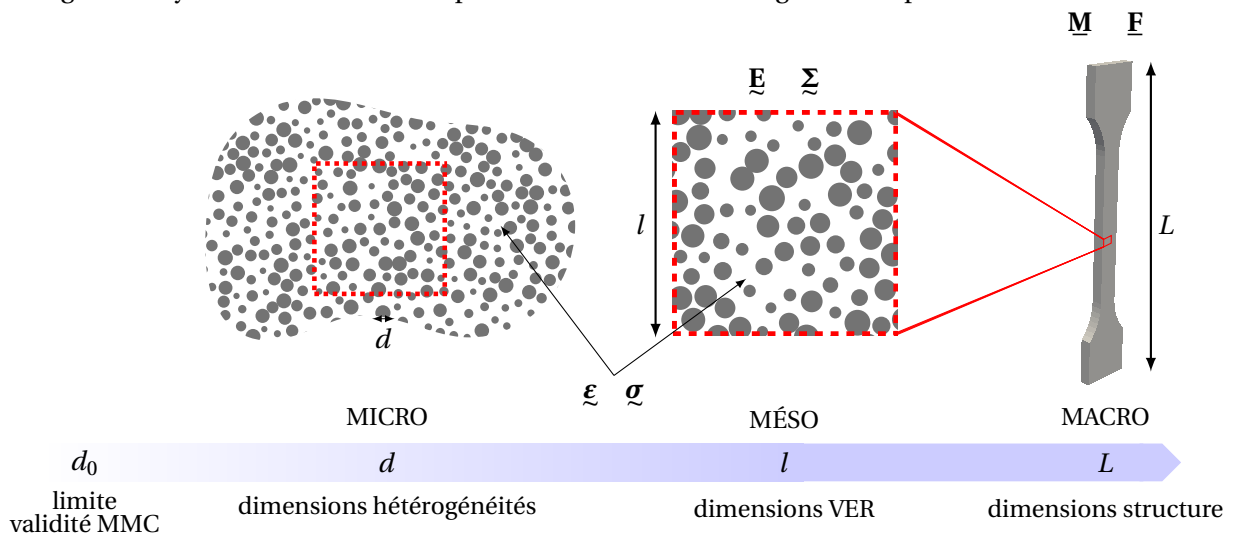 M F
E Σ
l
L
d
ε σ
MICRO MÉSO MACRO
d₀ d l L
limite
validité MMC
dimensions hétérogénéités
dimensions VER
dimensions structure